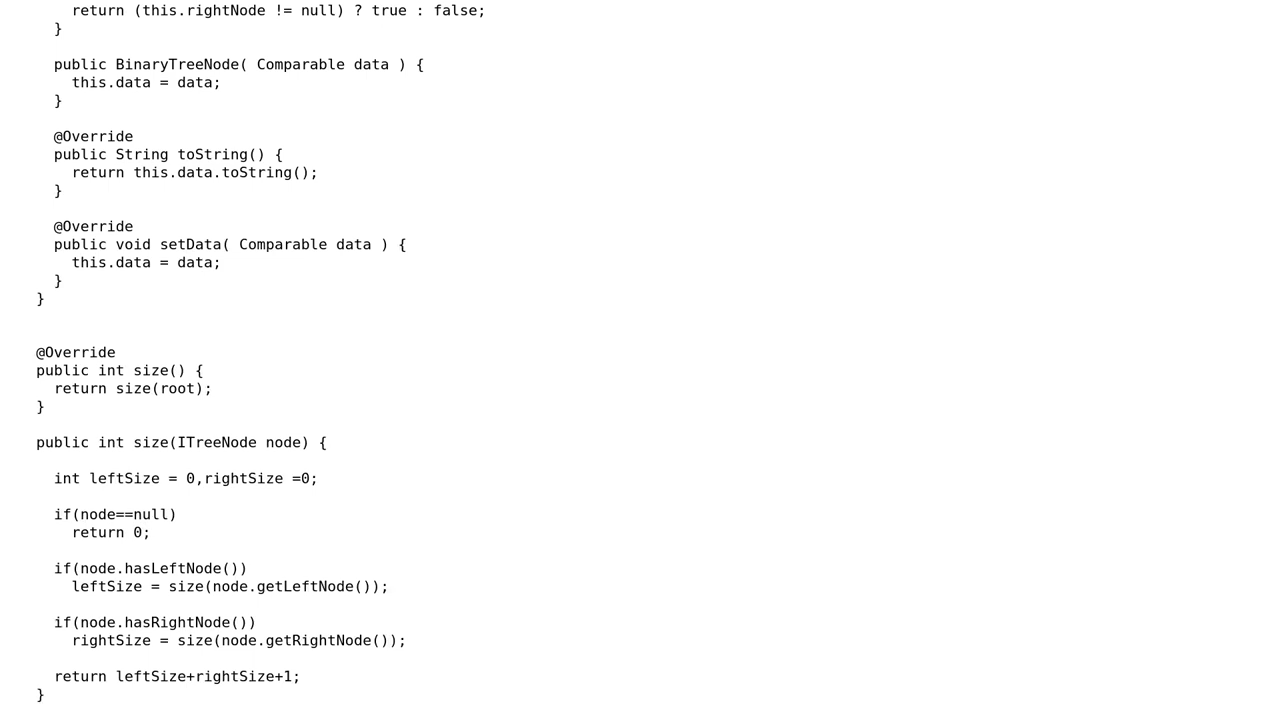 return (this.rightNode != null) ? true : false;
}
public BinaryTreeNode( Comparable data ) {
this.data = data;
}
@Override
public String toString() {
return this.data.toString();
}
@Override
public void setData( Comparable data ) {
this.data = data;
}
}
@Override
public int size() {
return size(root);
}
public int size(ITreeNode node) {
int leftSize = 0,rightSize =0;
if(node==null)
return 0;
if(node.hasLeftNode())
leftSize = size(node.getLeftNode());
if(node.hasRightNode())
rightSize = size(node.getRightNode());
return leftSize+rightSize+1;
}